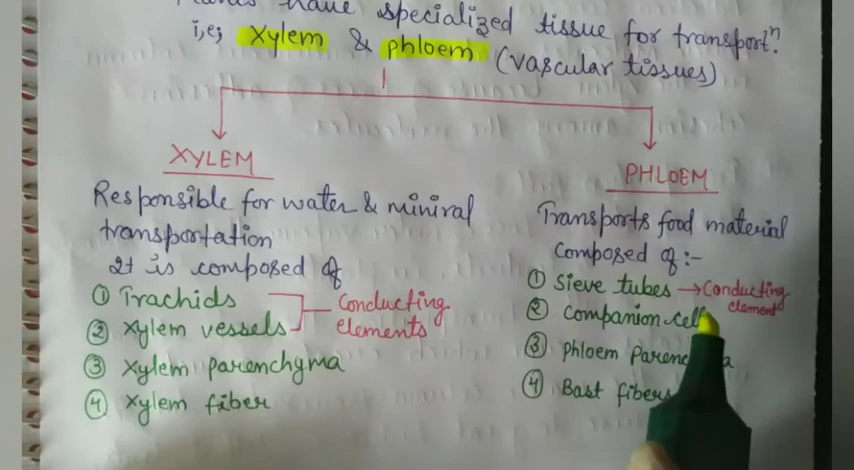 have specialized tissue for transportⁿ.
i,e; xylem & phloem (vascular tissues)
XYLEM
Responsible for water & miniral
transportation
It is composed of
① Trachids
② Xylem vessels
Conducting
elements
③ Xylem parenchyma
④ Xylem fiber
PHLOEM
Transports food material
Composed of :-
① Sieve tubes → Conducting
element
② Companion cell
③ Phloem
④ Bast fibers